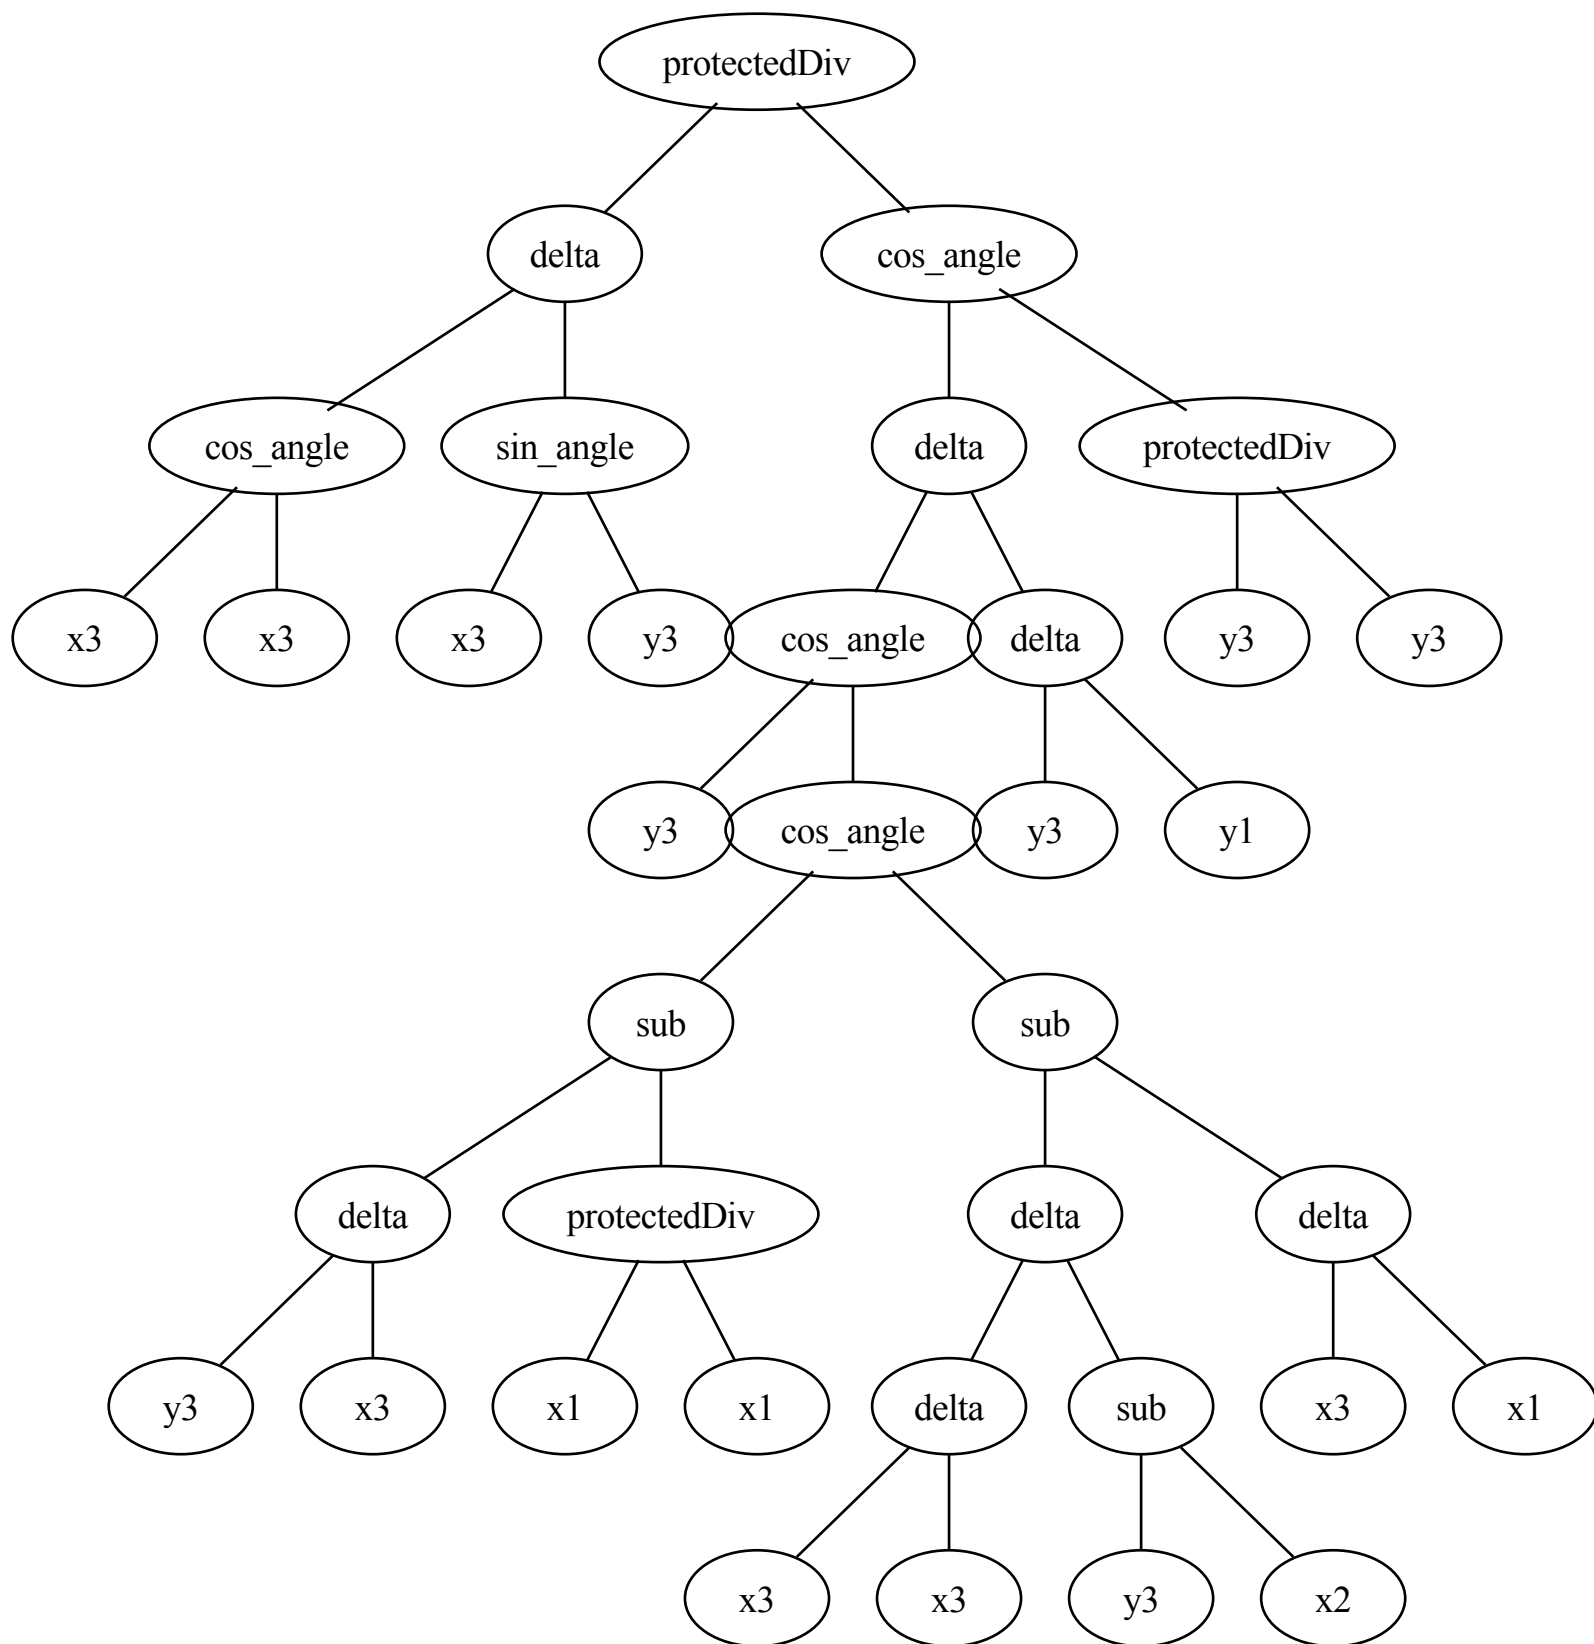 protectedDiv
delta cos_angle
cos_angle sin_angle delta protectedDiv
x3 x3 x3 y3 cos_angle delta y3 y3
y3 cos_angle y3 y1
sub sub
delta protectedDiv delta delta
y3 x3 x1 x1 delta sub x3 x1
x3 x3 y3 x2